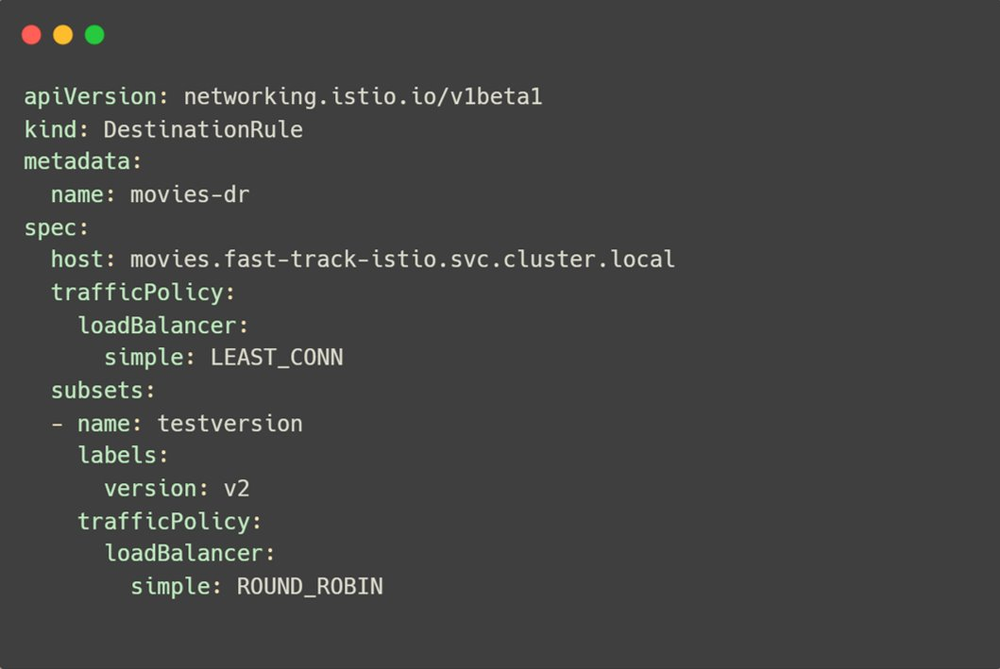 apiVersion: networking.istio.io/v1beta1
kind: DestinationRule
metadata:
  name: movies-dr
spec:
  host: movies.fast-track-istio.svc.cluster.local
  trafficPolicy:
    loadBalancer:
      simple: LEAST_CONN
  subsets:
  - name: testversion
    labels:
      version: v2
    trafficPolicy:
      loadBalancer:
        simple: ROUND_ROBIN